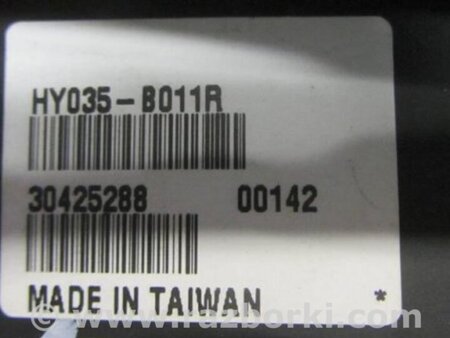 HY035-B011R
30425288 00142
MADE IN TAIWAN *
© www.razborki.com